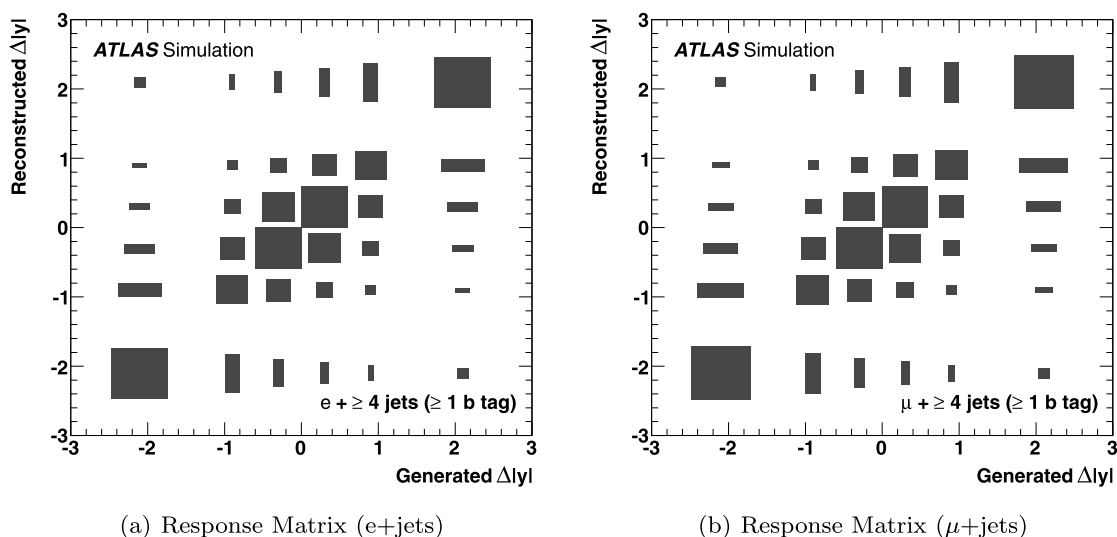 Reconstructed Δ|y|
3
2
1
0
-1
-2
-3
ATLAS Simulation
e + ≥ 4 jets (≥ 1 b tag)
-3 -2 -1 0 1 2 3
Generated Δ|y|
(a) Response Matrix (e+jets)
Reconstructed Δ|y|
3
2
1
0
-1
-2
-3
ATLAS Simulation
μ + ≥ 4 jets (≥ 1 b tag)
-3 -2 -1 0 1 2 3
Generated Δ|y|
(b) Response Matrix (μ+jets)